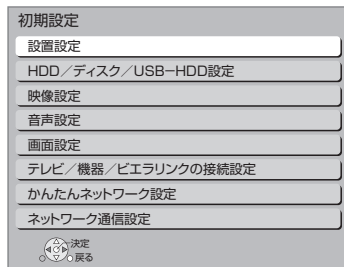 初期設定
設置設定
HDD／ディスク／USB－HDD設定
映像設定
音声設定
画面設定
テレビ／機器／ビエラリンクの接続設定
かんたんネットワーク設定
ネットワーク通信設定
決定
戻る